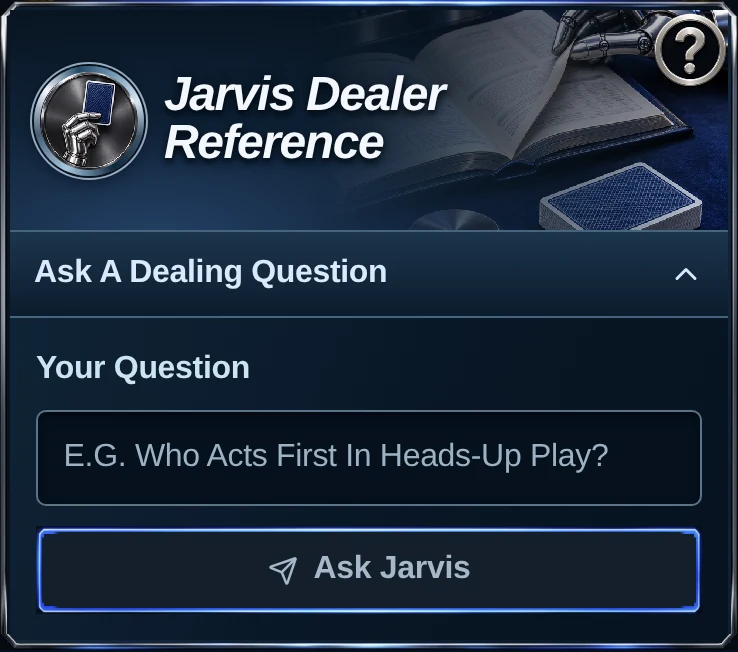 Jarvis Dealer
Reference
?
Ask A Dealing Question
Your Question
E.G. Who Acts First In Heads-Up Play?
Ask Jarvis